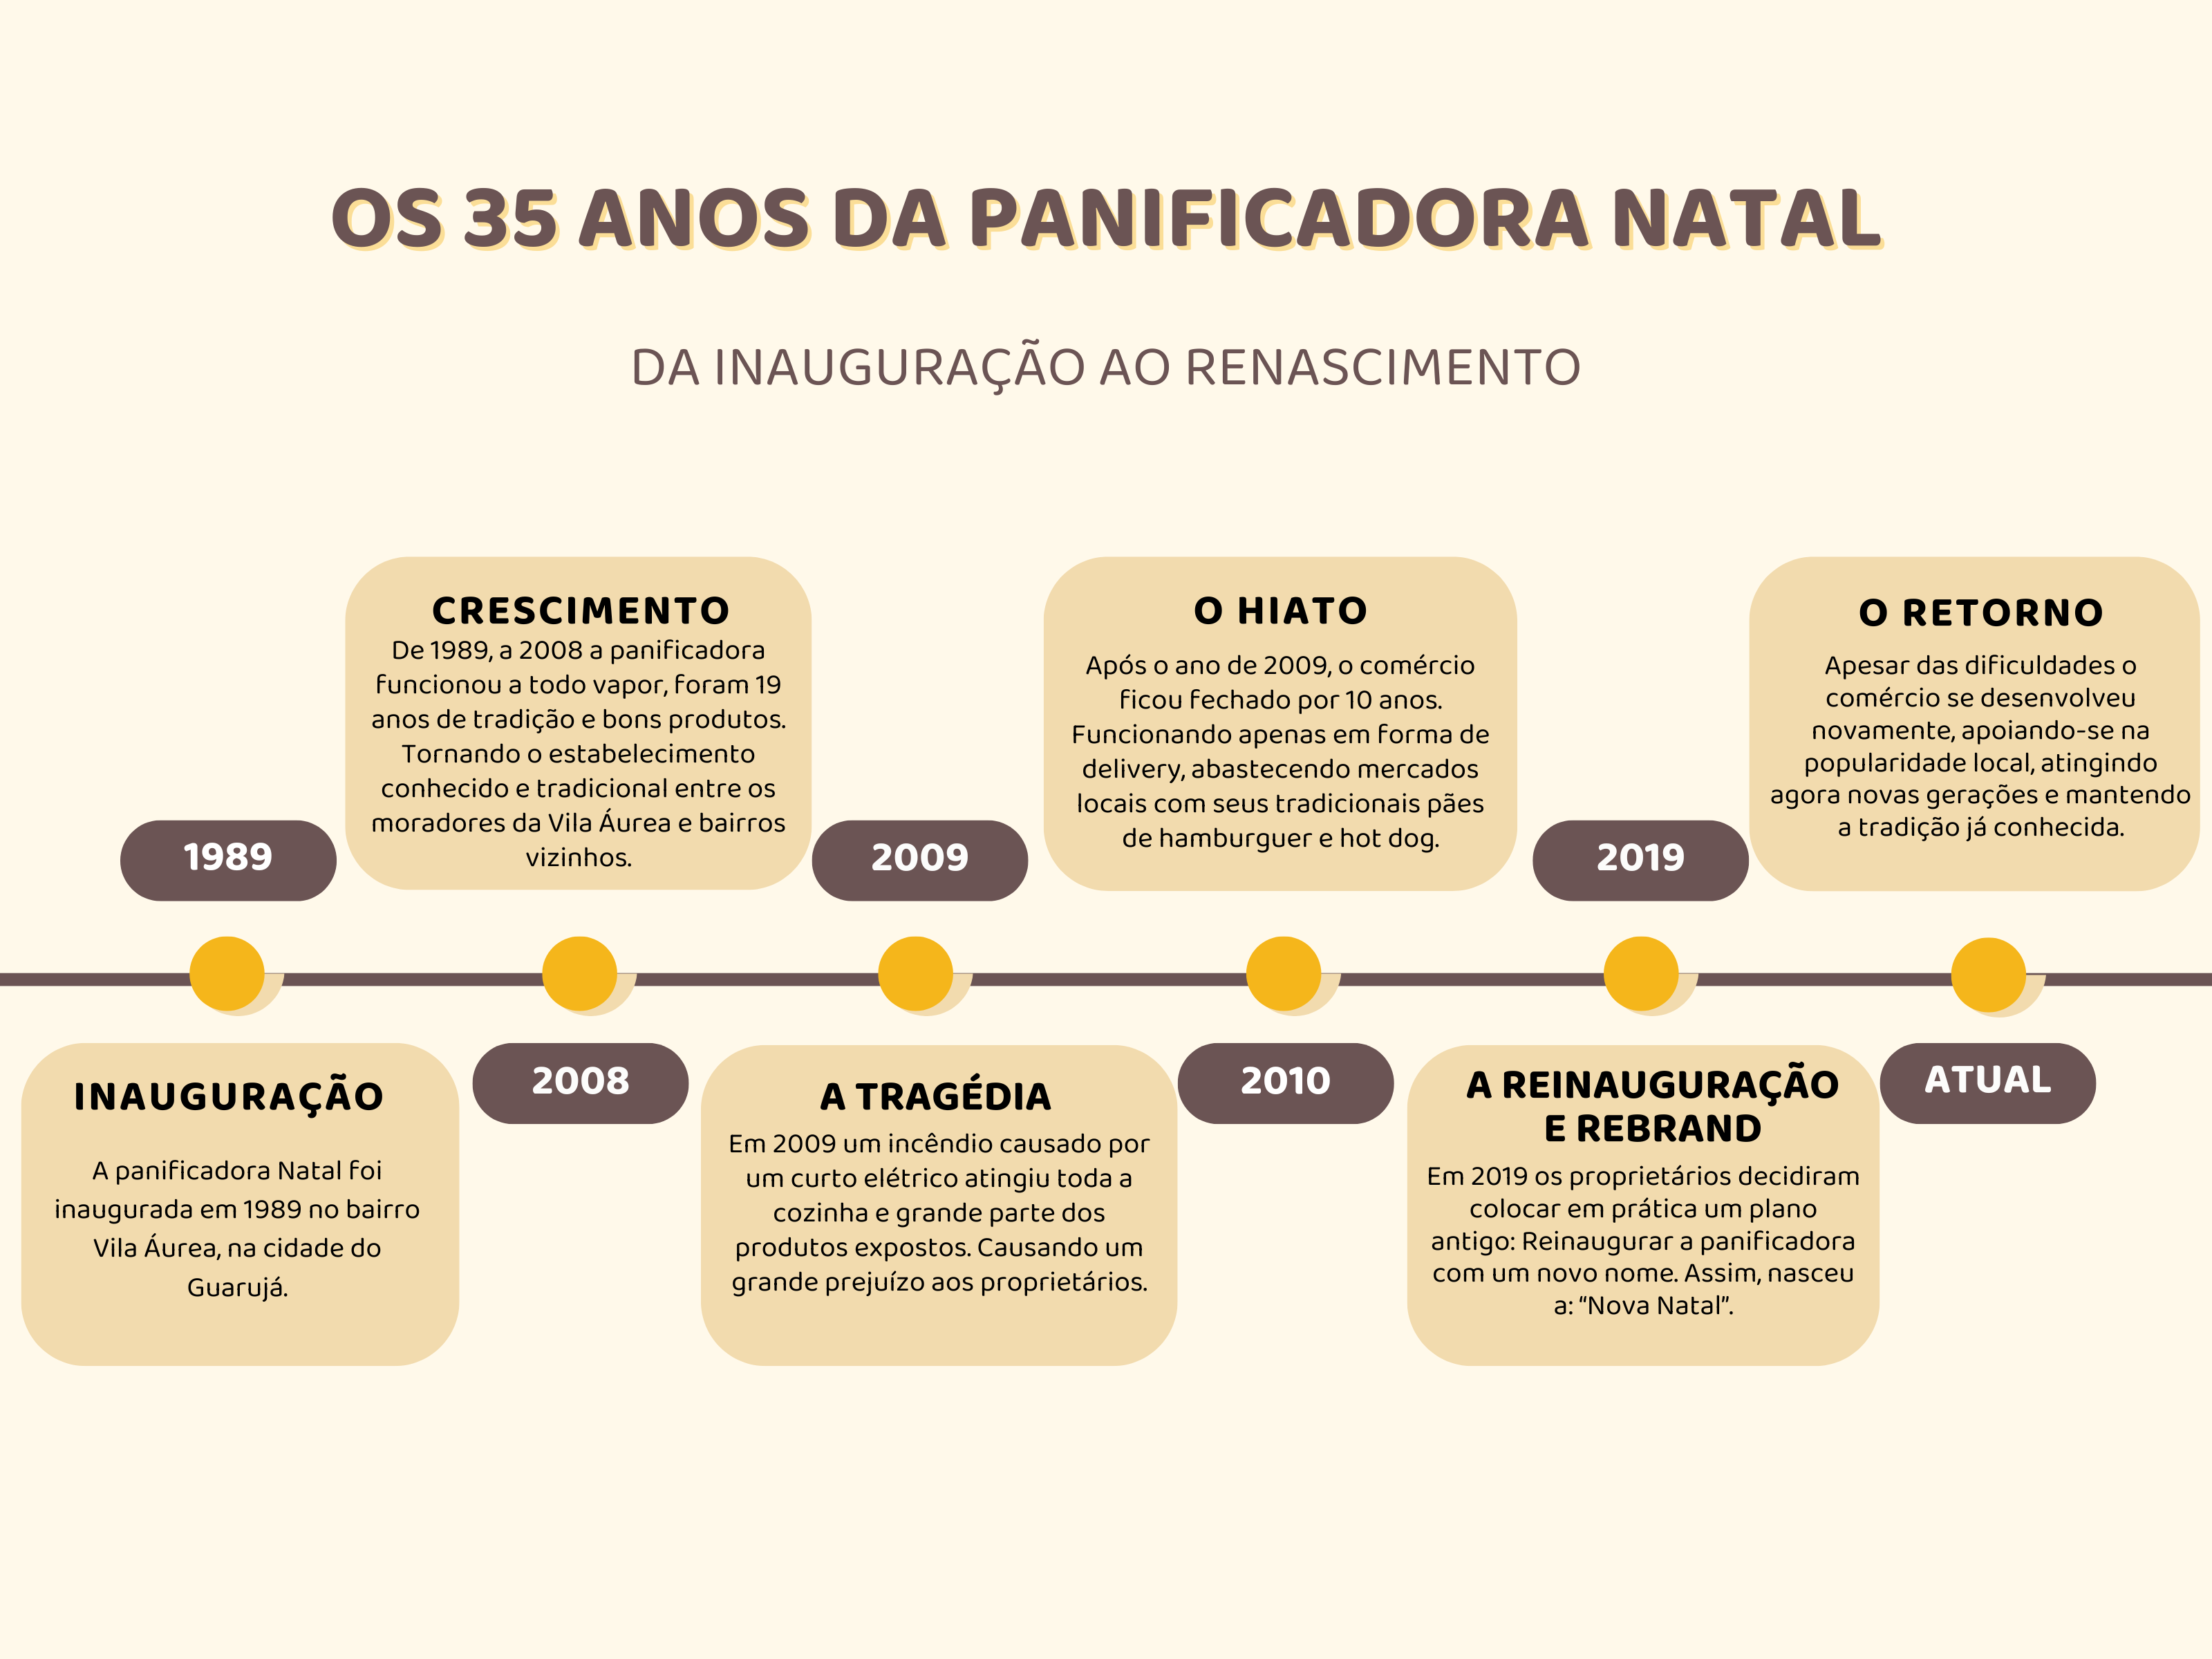 OS 35 ANOS DA PANIFICADORA NATAL
DA INAUGURAÇÃO AO RENASCIMENTO
1989
INAUGURAÇÃO
A panificadora Natal foi
inaugurada em 1989 no bairro
Vila Áurea, na cidade do
Guarujá.
CRESCIMENTO
De 1989, a 2008 a panificadora
funcionou a todo vapor, foram 19
anos de tradição e bons produtos.
Tornando o estabelecimento
conhecido e tradicional entre os
moradores da Vila Áurea e bairros
vizinhos.
2008
2009
A TRAGÉDIA
Em 2009 um incêndio causado por
um curto elétrico atingiu toda a
cozinha e grande parte dos
produtos expostos. Causando um
grande prejuízo aos proprietários.
O HIATO
Após o ano de 2009, o comércio
ficou fechado por 10 anos.
Funcionando apenas em forma de
delivery, abastecendo mercados
locais com seus tradicionais pães
de hamburguer e hot dog.
2010
2019
A REINAUGURAÇÃO
E REBRAND
Em 2019 os proprietários decidiram
colocar em prática um plano
antigo: Reinaugurar a panificadora
com um novo nome. Assim, nasceu
a: “Nova Natal”.
O RETORNO
Apesar das dificuldades o
comércio se desenvolveu
novamente, apoiando-se na
popularidade local, atingindo
agora novas gerações e mantendo
a tradição já conhecida.
ATUAL